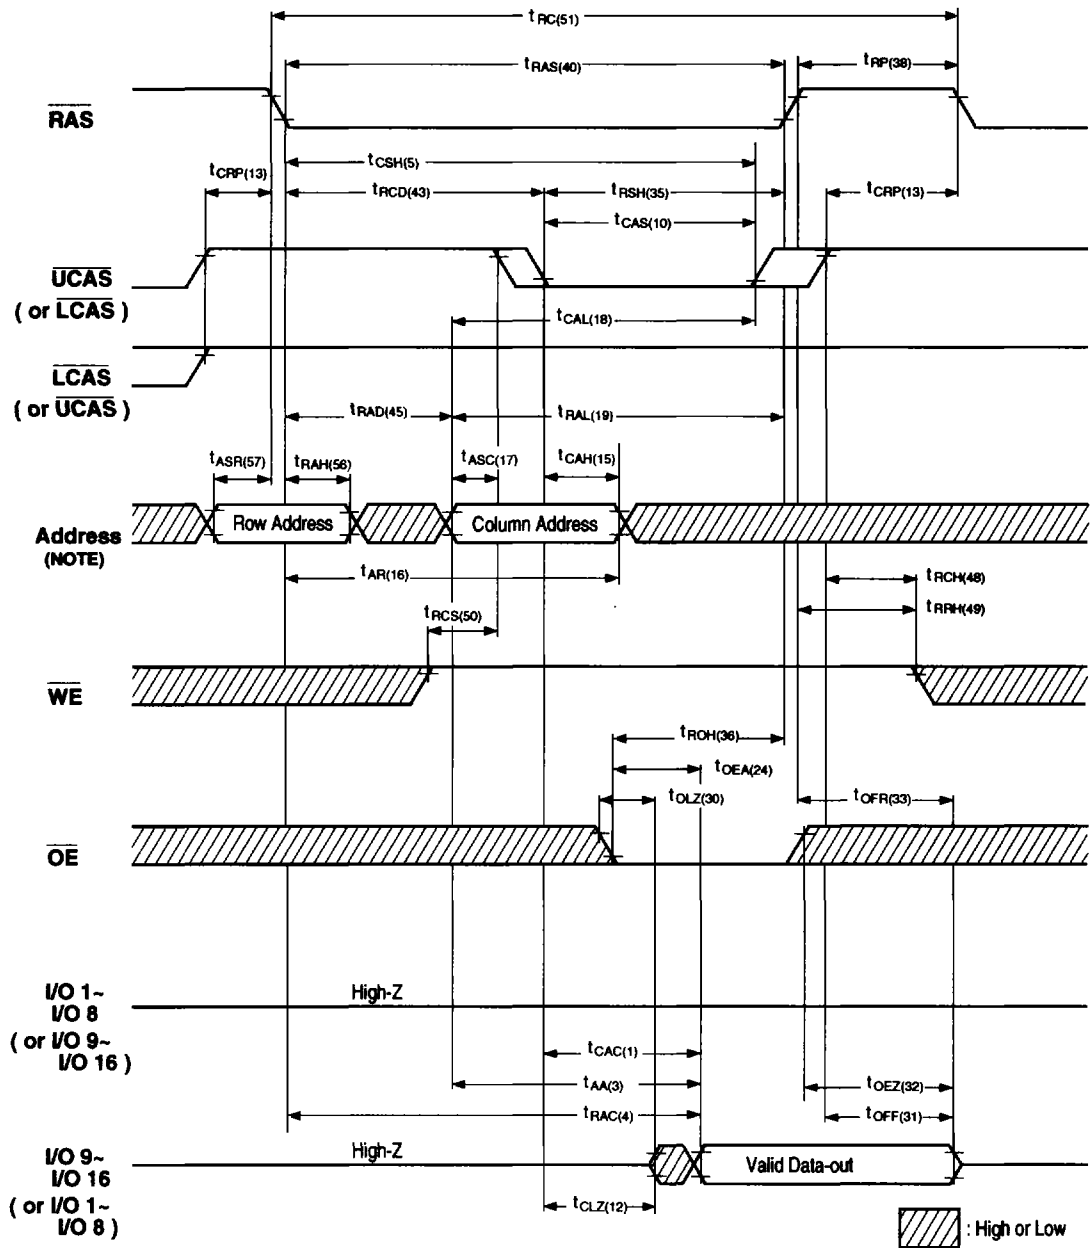 tRC(51)
tRAS(40)
tRP(38)
RAS
tCSH(5)
tCRP(13)
tRCD(43)
tRSH(35)
tCRP(13)
tCAS(10)
UCAS
( or LCAS )
tCAL(18)
LCAS
( or UCAS )
tRAD(45)
tRAL(19)
tASR(57)
tRAH(56)
tASC(17)
tCAH(15)
Address
(NOTE)
Row Address
Column Address
tAR(16)
tRCH(48)
tRRH(49)
tRCS(50)
WE
tROH(36)
tOEA(24)
tOLZ(30)
tOFR(33)
OE
I/O 1~
I/O 8
( or I/O 9~
I/O 16 )
High-Z
tCAC(1)
tAA(3)
tOEZ(32)
tRAC(4)
tOFF(31)
I/O 9~
I/O 16
( or I/O 1~
I/O 8 )
High-Z
Valid Data-out
tCLZ(12)
: High or Low